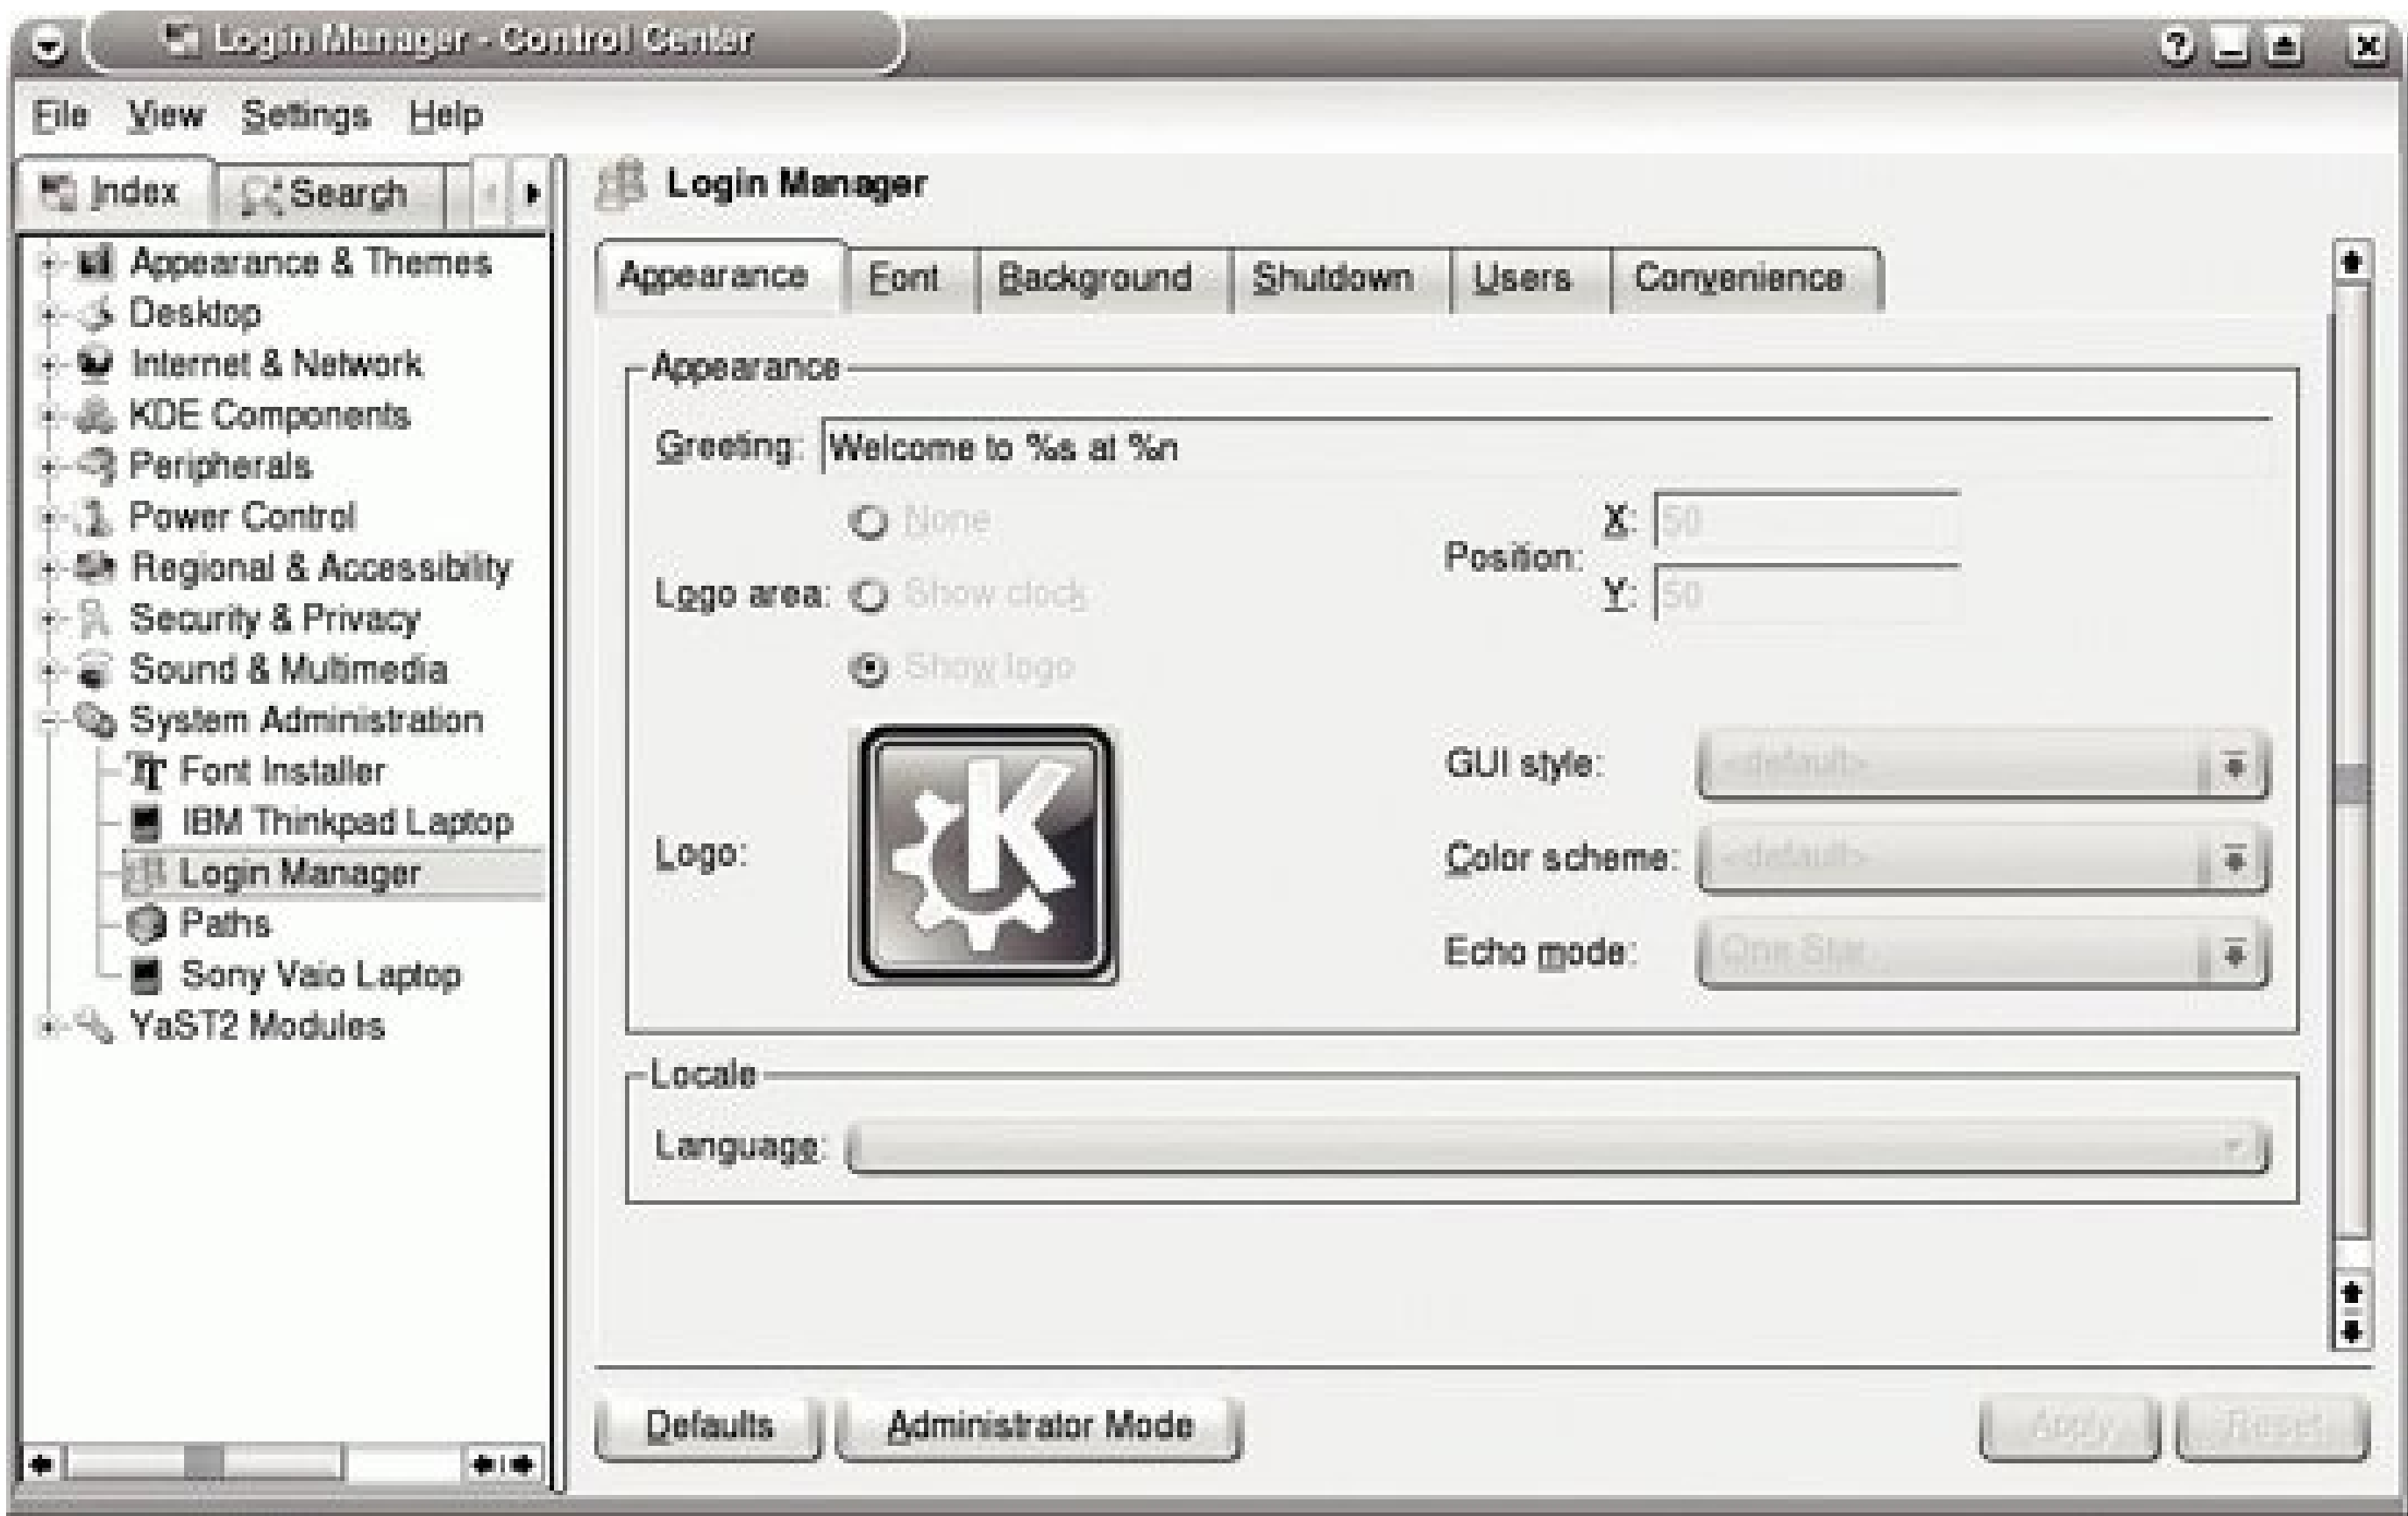 Login Manager - Control Center
File View Settings Help
Index Search
Appearance & Themes
Desktop
Internet & Network
KDE Components
Peripherals
Power Control
Regional & Accessibility
Security & Privacy
Sound & Multimedia
System Administration
Font Installer
IBM Thinkpad Laptop
Login Manager
Paths
Sony Vaio Laptop
YaST2 Modules
Login Manager
Appearance Font Background Shutdown Users Convenience
Appearance
Greeting: Welcome to %s at %n
Logo area:
None
Show clock
Show logo
Position:
X: 50
Y: 50
Logo:
K
GUI style: <default>
Color scheme: <default>
Echo mode: One Star
Locale
Language:
Defaults Administrator Mode Apply Reset